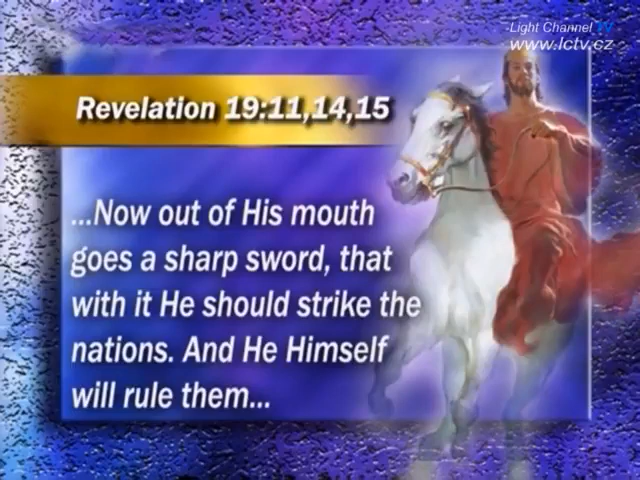 Light Channel TV
www.lctv.cz
Revelation 19:11,14,15
...Now out of His mouth
goes a sharp sword, that
with it He should strike the
nations. And He Himself
will rule them...